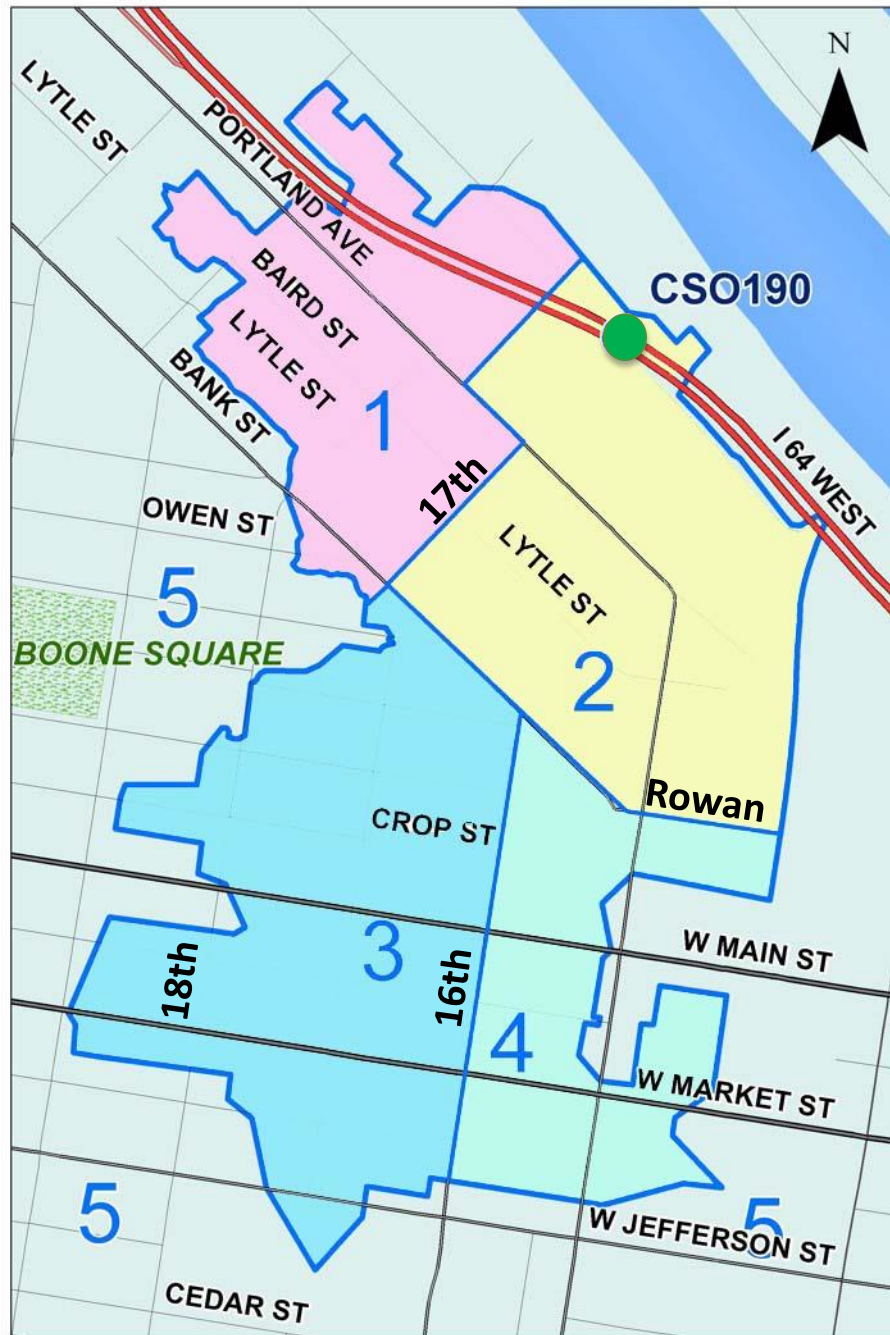 N
LYTLE ST
PORTLAND AVE
CSO190
BAIRD ST
LYTLE ST
BANK ST
1
I 64 WEST
17th
OWEN ST
LYTLE ST
5
BOONE SQUARE
2
Rowan
CROP ST
W MAIN ST
3
18th
16th
4
W MARKET ST
5
5
W JEFFERSON ST
CEDAR ST